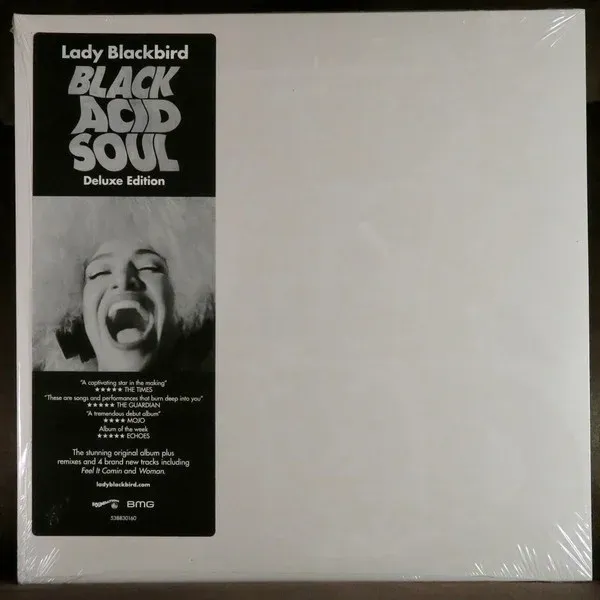 Lady Blackbird
BLACK
ACID
SOUL
Deluxe Edition
"A captivating star in the making"
★★★★★ THE TIMES
"These are songs and performances that burn deep into you"
★★★★★ THE GUARDIAN
"A tremendous debut album"
★★★★ MOJO
Album of the week
★★★★★ ECHOES
The stunning original album plus
remixes and 4 brand new tracks including
Feel It Comin and Woman.
ladyblackbird.com
BMG
538830160